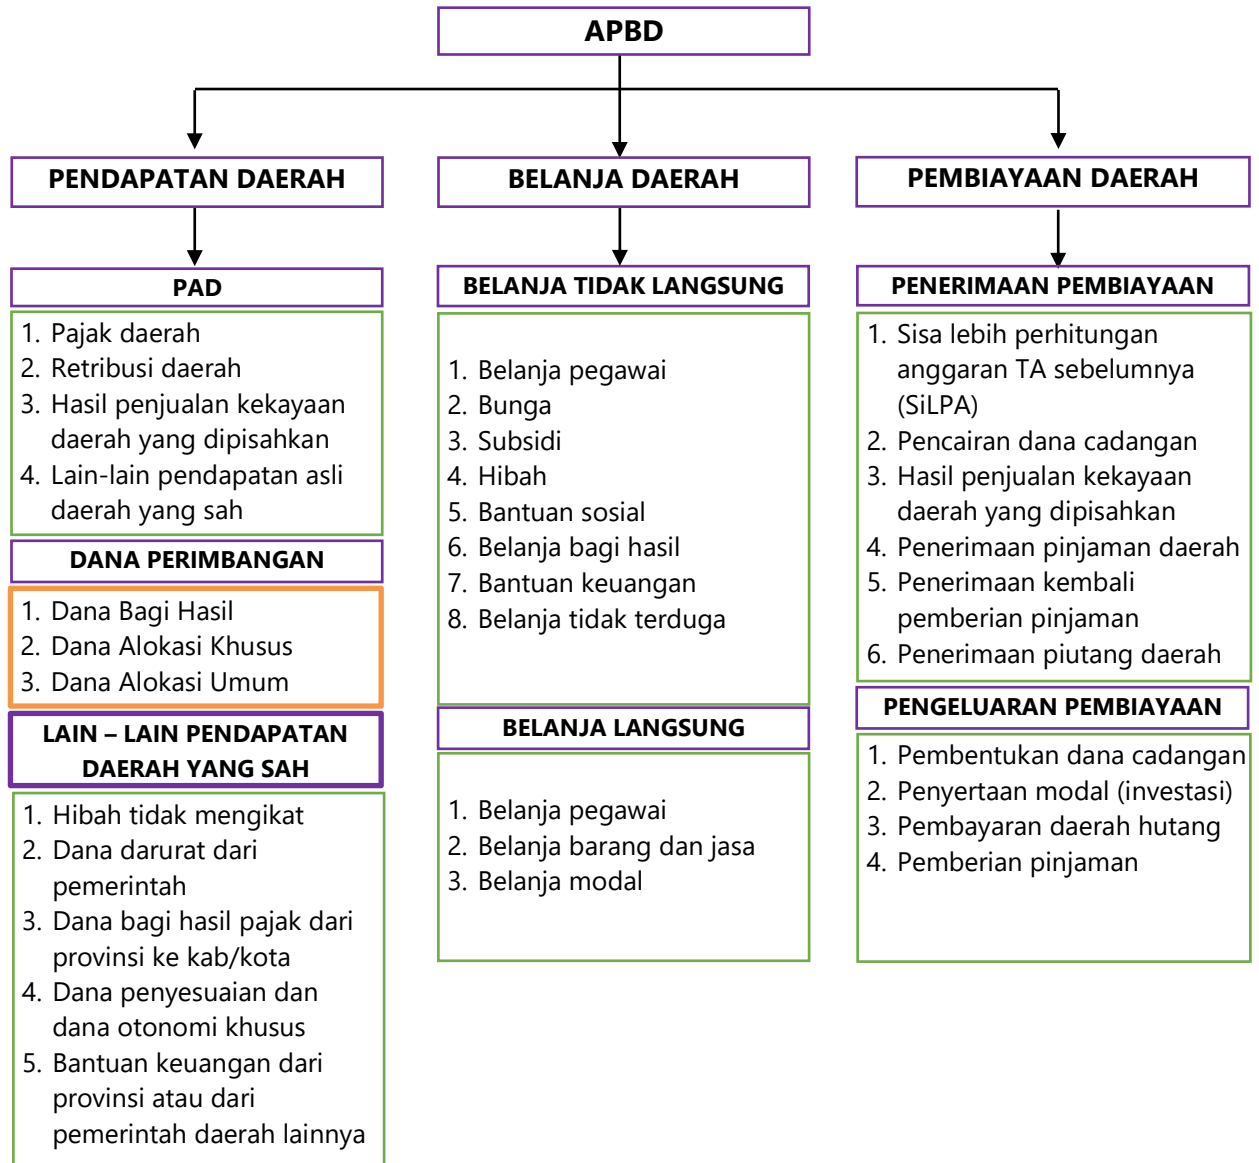 APBD
PENDAPATAN DAERAH
PAD
1. Pajak daerah
2. Retribusi daerah
3. Hasil penjualan kekayaan
daerah yang dipisahkan
4. Lain-lain pendapatan asli
daerah yang sah
DANA PERIMBANGAN
1. Dana Bagi Hasil
2. Dana Alokasi Khusus
3. Dana Alokasi Umum
LAIN – LAIN PENDAPATAN
DAERAH YANG SAH
1. Hibah tidak mengikat
2. Dana darurat dari
pemerintah
3. Dana bagi hasil pajak dari
provinsi ke kab/kota
4. Dana penyesuaian dan
dana otonomi khusus
5. Bantuan keuangan dari
provinsi atau dari
pemerintah daerah lainnya
BELANJA DAERAH
BELANJA TIDAK LANGSUNG
1. Belanja pegawai
2. Bunga
3. Subsidi
4. Hibah
5. Bantuan sosial
6. Belanja bagi hasil
7. Bantuan keuangan
8. Belanja tidak terduga
BELANJA LANGSUNG
1. Belanja pegawai
2. Belanja barang dan jasa
3. Belanja modal
PEMBIAYAAN DAERAH
PENERIMAAN PEMBIAYAAN
1. Sisa lebih perhitungan
anggaran TA sebelumnya
(SiLPA)
2. Pencairan dana cadangan
3. Hasil penjualan kekayaan
daerah yang dipisahkan
4. Penerimaan pinjaman daerah
5. Penerimaan kembali
pemberian pinjaman
6. Penerimaan piutang daerah
PENGELUARAN PEMBIAYAAN
1. Pembentukan dana cadangan
2. Penyertaan modal (investasi)
3. Pembayaran daerah hutang
4. Pemberian pinjaman